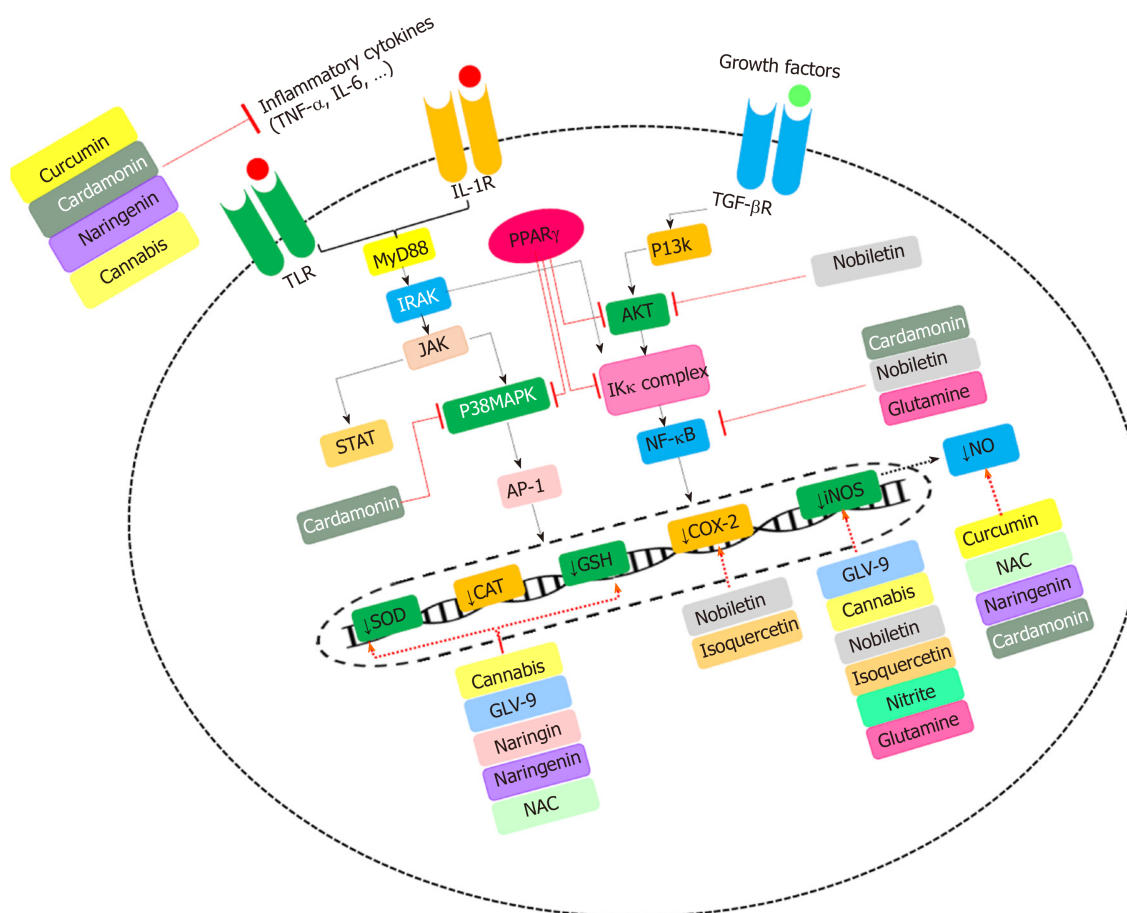 Inflammatory cytokines
(TNF-α, IL-6, ...)
Growth factors
Curcumin
Cardamonin
Naringenin
Cannabis
TLR
IL-1R
TGF-βR
MyD88
PPARγ
P13k
Nobiletin
IRAK
AKT
JAK
IKκ complex
Cardamonin
Nobiletin
Glutamine
P38MAPK
STAT
NF-κB
↓NO
Cardamonin
AP-1
↓iNOS
↓COX-2
↓GSH
↓CAT
↓SOD
Cannabis
GLV-9
Naringin
Naringenin
NAC
Nobiletin
Isoquercetin
GLV-9
Cannabis
Nobiletin
Isoquercetin
Nitrite
Glutamine
Curcumin
NAC
Naringenin
Cardamonin